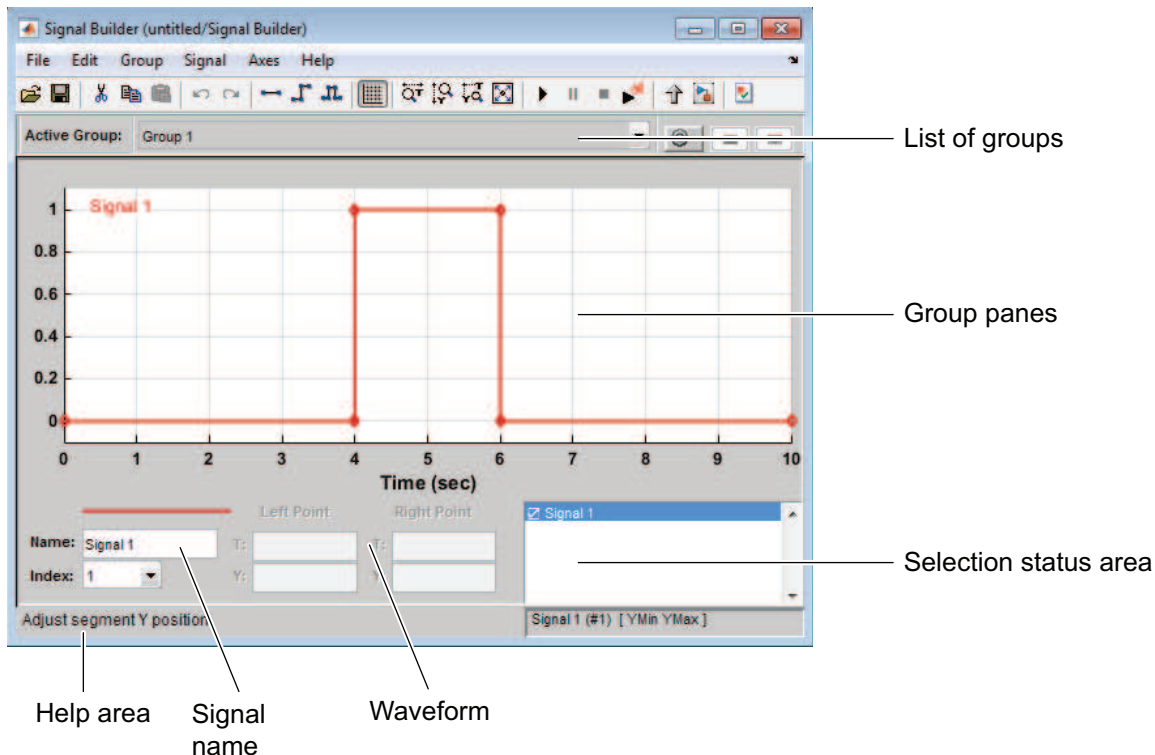 Signal Builder (untitled/Signal Builder)
File Edit Group Signal Axes Help
Active Group: Group 1
List of groups
Signal 1
1
0.8
0.6
0.4
0.2
0
Group panes
0 1 2 3 4 5 6 7 8 9 10
Time (sec)
Left Point Right Point
Signal 1
Name: Signal 1 T: T:
Index: 1 Y: Y
Selection status area
Adjust segment Y position
Signal 1 (#1) [ YMin YMax ]
Help area
Signal
name
Waveform